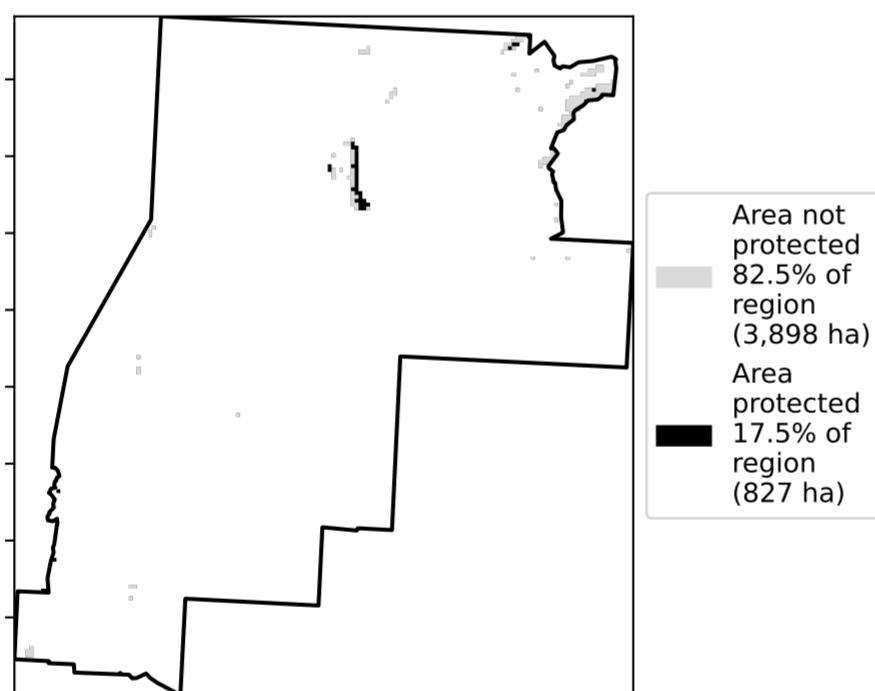 Area not
protected
82.5% of
region
(3,898 ha)
Area
protected
17.5% of
region
(827 ha)